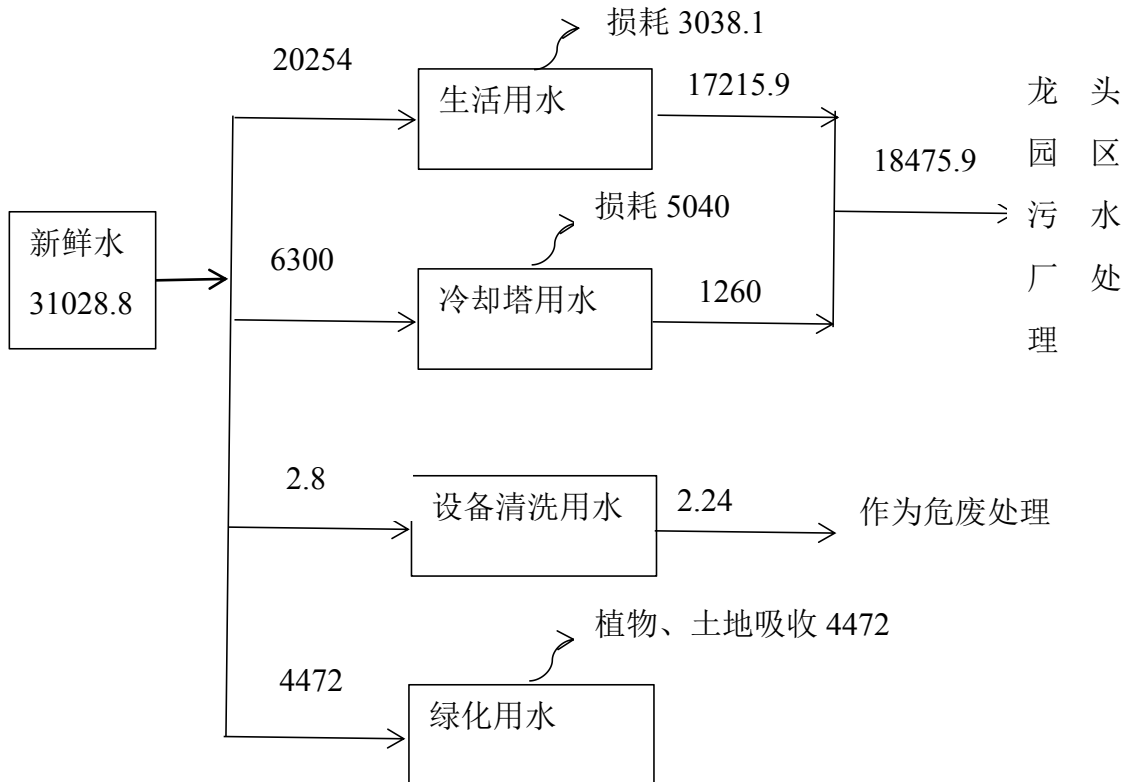 损耗 3038.1
20254
生活用水
17215.9
龙 头
园 区
污 水
厂 处
理
18475.9
新鲜水
31028.8
损耗 5040
6300
冷却塔用水
1260
2.8
设备清洗用水
2.24
作为危废处理
植物、土地吸收 4472
4472
绿化用水